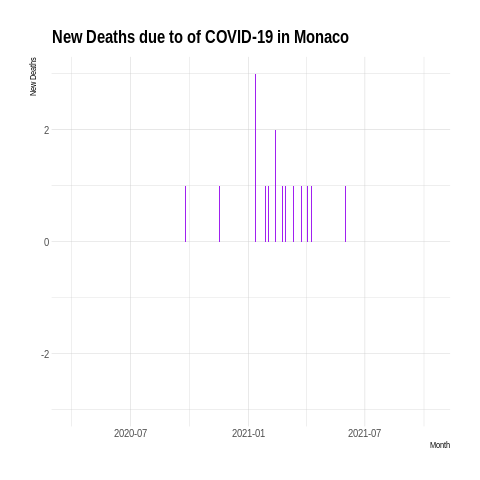 New Deaths due to of COVID-19 in Monaco
New Deaths
2
0
-2
2020-07
2021-01
2021-07
Month